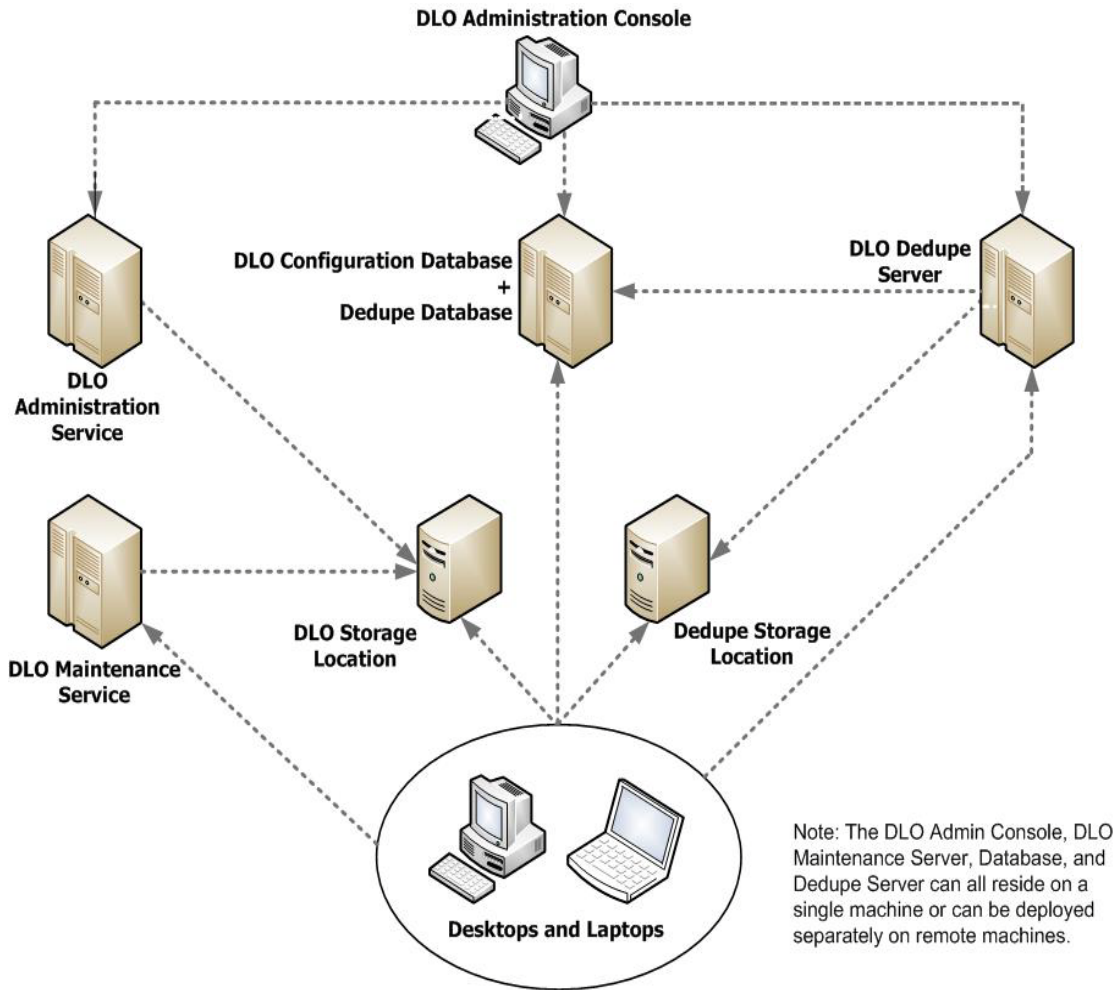 DLO Administration Console
DLO Configuration Database
+
Dedupe Database
DLO Dedupe
Server
DLO
Administration
Service
DLO Maintenance
Service
DLO Storage
Location
Dedupe Storage
Location
Desktops and Laptops
Note: The DLO Admin Console, DLO
Maintenance Server, Database, and
Dedupe Server can all reside on a
single machine or can be deployed
separately on remote machines.